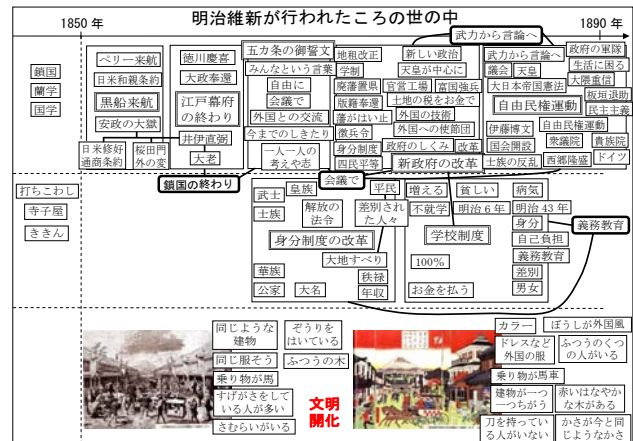 明治維新が行われたころの世の中
1850 年
1890 年
鎖国
蘭学
国学
ペリー来航
日米和親条約
黒船来航
安政の大獄
日米修好
通商条約
桜田門
外の変
徳川慶喜
大政奉還
江戸幕府
の終わり
井伊直弼
大老
鎖国の終わり
五カ条の御誓文
みんなという言葉
自由に
会議で
外国との交流
今までのしきたり
一人一人の
考えや志
会議で
地租改正
学制
廃藩置県
版籍奉還
藩がはい止
徴兵令
身分制度
四民平等
新しい政治
天皇が中心に
官営工場
富国強兵
土地の税をお金で
外国の技術
外国への使節団
政府のしくみ
改革
新政府の改革
武力から言論へ
武力から言論へ
議会
天皇
大日本帝国憲法
自由民権運動
伊藤博文
国会開設
士族の反乱
政府の軍隊
生活に困る
大隈重信
板垣退助
民主主義
自由民権運動
衆議院
貴族院
西郷隆盛
ドイツ
打ちこわし
寺子屋
ききん
武士
皇族
平民
士族
解放の
法令
差別され
た人々
身分制度の改革
大地すべり
華族
秩禄
公家
大名
年収
増える
貧しい
病気
不就学
明治 6 年
明治 43 年
身分
学校制度
自己負担
義務教育
義務教育
100%
差別
お金を払う
男女
同じような
建物
ぞうりを
はいている
同じ服そう
ふつうの木
乗り物が馬
すげがさをして
いる人が多い
さむらいがいる
文明
開化
カラー
ぼうしが外国風
ドレスなど
外国の服
ふつうのくつ
の人がいる
乗り物が馬車
建物が一つ
一つちがう
赤いはなやか
な木がある
刀を持ってい
る人がいない
かさが今と同
じようなかさ